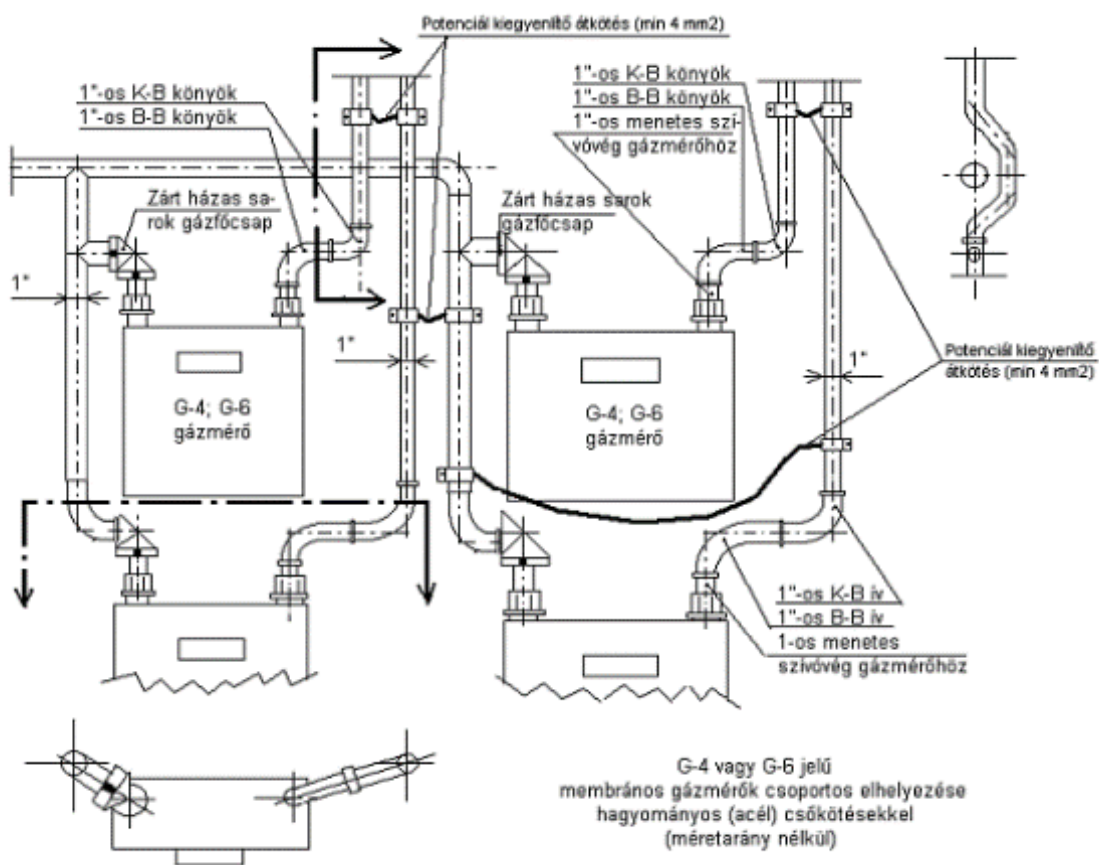 Potenciál kiegyenlítő átkötés (min 4 mm2)
1"-os K-B könyök
1"-os B-B könyök
1"-os K-B könyök
1"-os B-B könyök
1"-os menetes szí-
vóvég gázmérőhöz
Zárt házas sa-
rok gázfőcsap
Zárt házas sarok
gázfőcsap
1"
1"
1"
Potenciál kiegyenlítő
átkötés (min 4 mm2)
G-4; G-6
gázmérő
G-4; G-6
gázmérő
1"-os K-B ív
1"-os B-B ív
1-os menetes
szívóvég gázmérőhöz
G-4 vagy G-6 jelű
membrános gázmérők csoportos elhelyezése
hagyományos (acél) csőkötésekkel
(méretarány nélkül)